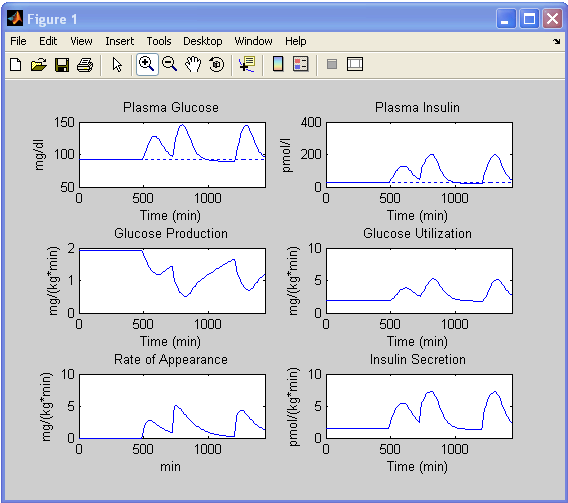 Figure 1
File Edit View Insert Tools Desktop Window Help
Plasma Glucose
mg/dl
150
100
50
0 500 1000
Time (min)
Plasma Insulin
pmol/l
400
200
0
0 500 1000
Time (min)
Glucose Production
mg/(kg*min)
2
1
0
0 500 1000
Time (min)
Glucose Utilization
mg/(kg*min)
10
5
0
0 500 1000
Time (min)
Rate of Appearance
mg/(kg*min)
10
5
0
0 500 1000
min
Insulin Secretion
pmol/(kg*min)
10
5
0
0 500 1000
Time (min)